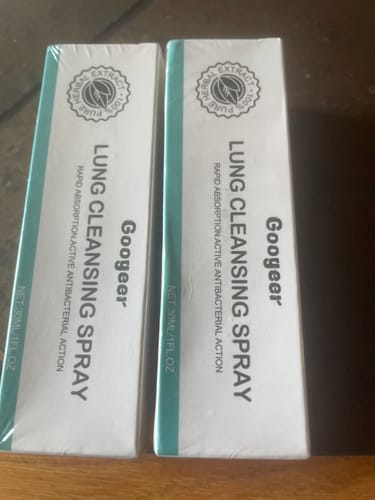 100% PURE HERBAL EXTRACT
Googeer
LUNG CLEANSING SPRAY
RAPID ABSORPTION.ACTIVE ANTIBACTERIAL ACTION
NET:30ML/1FL OZ
100% PURE HERBAL EXTRACT
Googeer
LUNG CLEANSING SPRAY
RAPID ABSORPTION.ACTIVE ANTIBACTERIAL ACTION
NET:30ML/1FL OZ